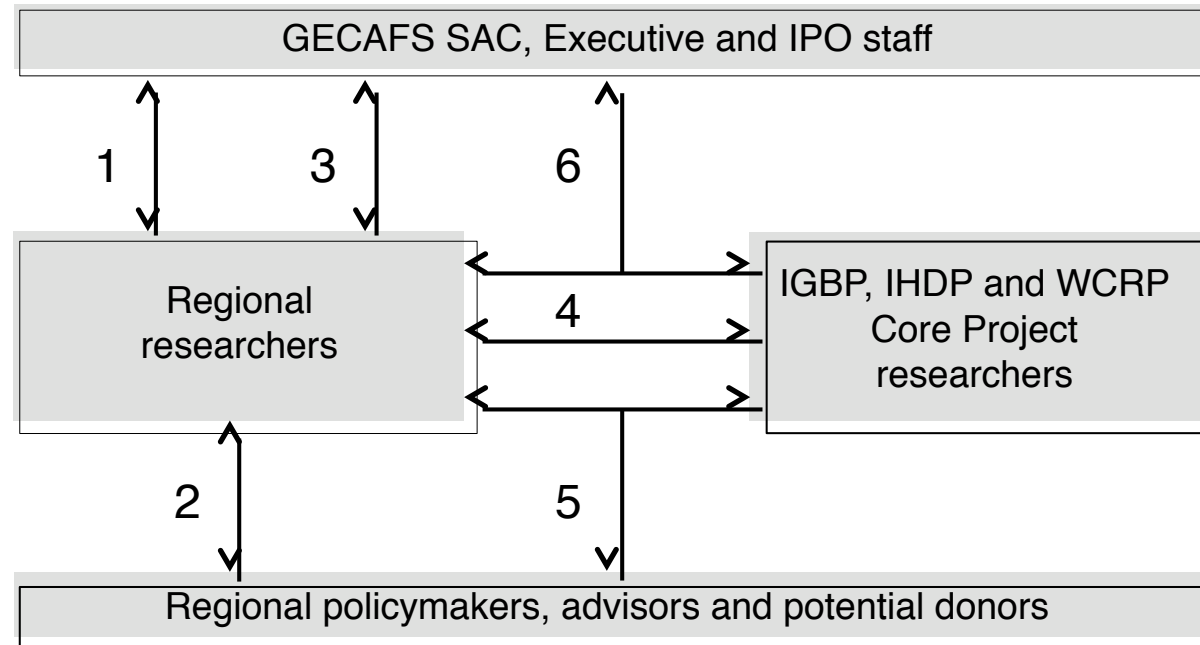 GECAFS SAC, Executive and IPO staff
1
3
6
Regional
researchers
4
IGBP, IHDP and WCRP
Core Project
researchers
2
5
Regional policymakers, advisors and potential donors